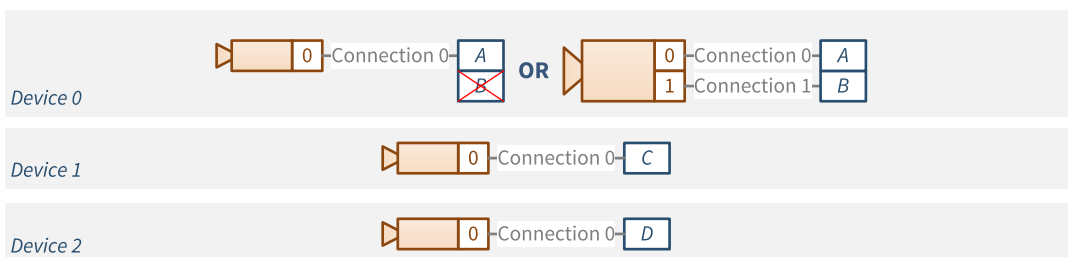 0 Connection 0 A OR 0 Connection 0 A
B 1 Connection 1 B
Device 0
0 Connection 0 C
Device 1
0 Connection 0 D
Device 2